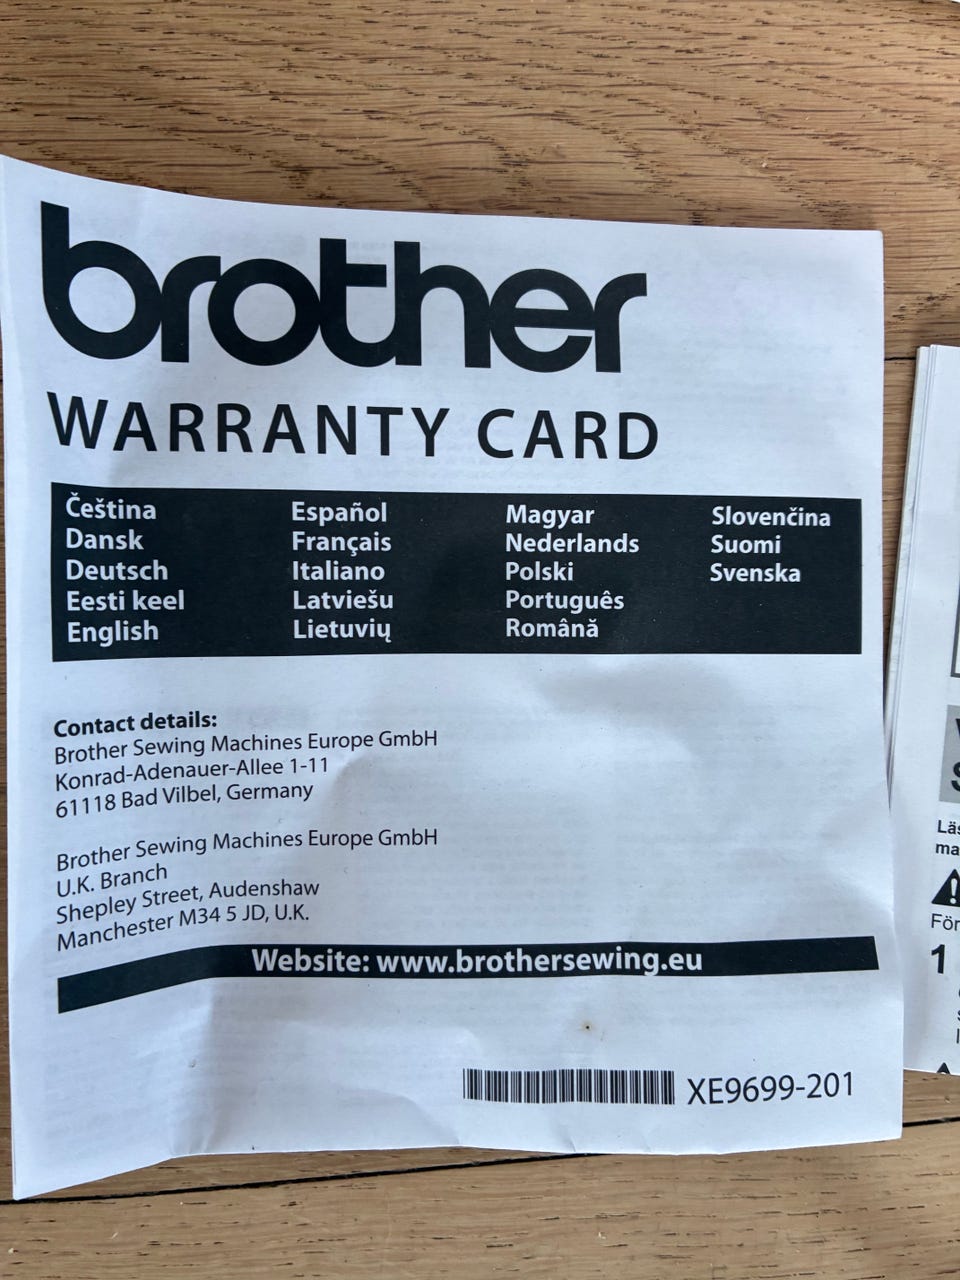 brother
WARRANTY CARD
Čeština
Dansk
Deutsch
Eesti keel
English
Español
Français
Italiano
Latviešu
Lietuvių
Magyar
Nederlands
Polski
Português
Română
Slovenčina
Suomi
Svenska
Contact details:
Brother Sewing Machines Europe GmbH
Konrad-Adenauer-Allee 1-11
61118 Bad Vilbel, Germany
Brother Sewing Machines Europe GmbH
U.K. Branch
Shepley Street, Audenshaw
Manchester M34 5 JD, U.K.
Website: www.brothersewing.eu
XE9699-201
1